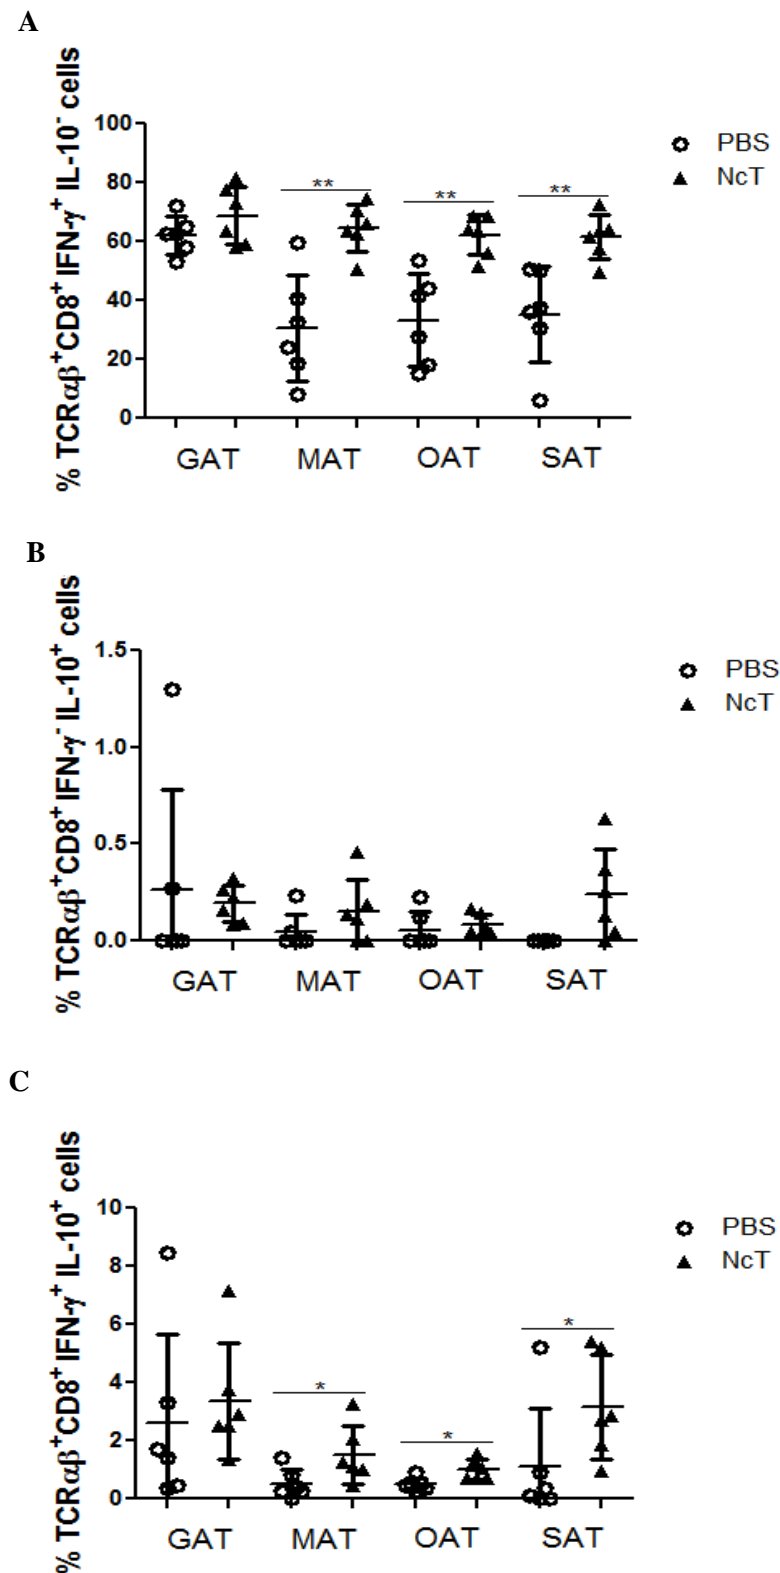 A
% TCRαβ⁺CD8⁺ IFN-γ⁺ IL-10⁻ cells
100
80
60
40
20
0
**
**
**
PBS
NcT
GAT MAT OAT SAT
B
% TCRαβ⁺CD8⁺ IFN-γ⁻ IL-10⁺ cells
1.5
1.0
0.5
0.0
PBS
NcT
GAT MAT OAT SAT
C
% TCRαβ⁺CD8⁺ IFN-γ⁺ IL-10⁺ cells
10
8
6
4
2
0
*
*
*
PBS
NcT
GAT MAT OAT SAT